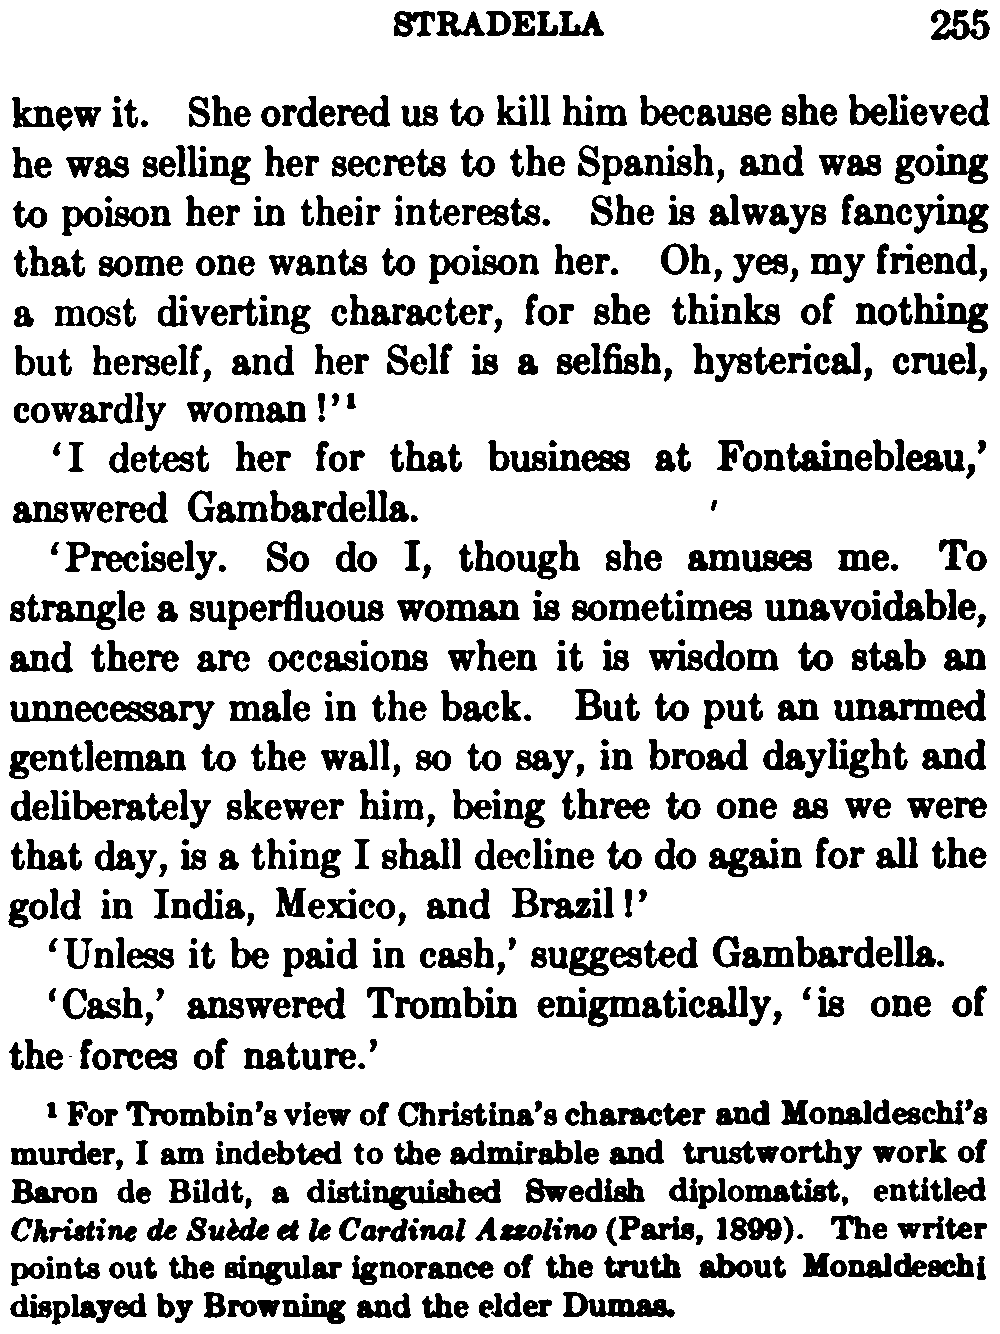 STRADELLA 255
knew it. She ordered us to kill him because she believed
he was selling her secrets to the Spanish, and was going
to poison her in their interests. She is always fancying
that some one wants to poison her. Oh, yes, my friend,
a most diverting character, for she thinks of nothing
but herself, and her Self is a selfish, hysterical, cruel,
cowardly woman!'¹
'I detest her for that business at Fontainebleau,'
answered Gambardella.
'Precisely. So do I, though she amuses me. To
strangle a superfluous woman is sometimes unavoidable,
and there are occasions when it is wisdom to stab an
unnecessary male in the back. But to put an unarmed
gentleman to the wall, so to say, in broad daylight and
deliberately skewer him, being three to one as we were
that day, is a thing I shall decline to do again for all the
gold in India, Mexico, and Brazil!'
'Unless it be paid in cash,' suggested Gambardella.
'Cash,' answered Trombin enigmatically, 'is one of
the forces of nature.'
¹ For Trombin's view of Christina's character and Monaldeschi's
murder, I am indebted to the admirable and trustworthy work of
Baron de Bildt, a distinguished Swedish diplomatist, entitled
Christine de Suède et le Cardinal Azzolino (Paris, 1899). The writer
points out the singular ignorance of the truth about Monaldeschi
displayed by Browning and the elder Dumas.